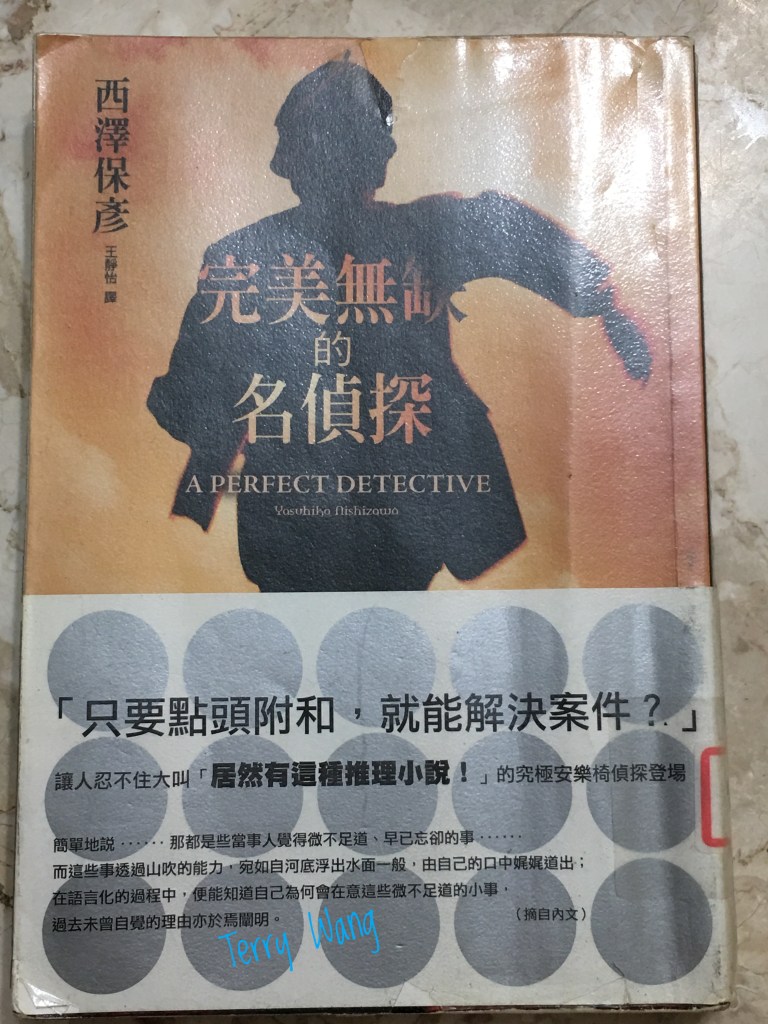 西澤保彥
王靜怡 譯
完美無缺
的
名偵探
A PERFECT DETECTIVE
Yasuhiko Nishizawa
「只要點頭附和，就能解決案件？」
讓人忍不住大叫「居然有這種推理小說！」的究極安樂椅偵探登場
簡單地說⋯⋯那都是些當事人覺得微不足道、早已忘卻的事⋯⋯
而這些事透過山吹的能力，宛如自河底浮出水面一般，由自己的口中娓娓道出；
在語言化的過程中，便能知道自己為何會在意這些微不足道的小事，
過去未曾自覺的理由亦於焉闡明。（摘自內文）
Terry Wang